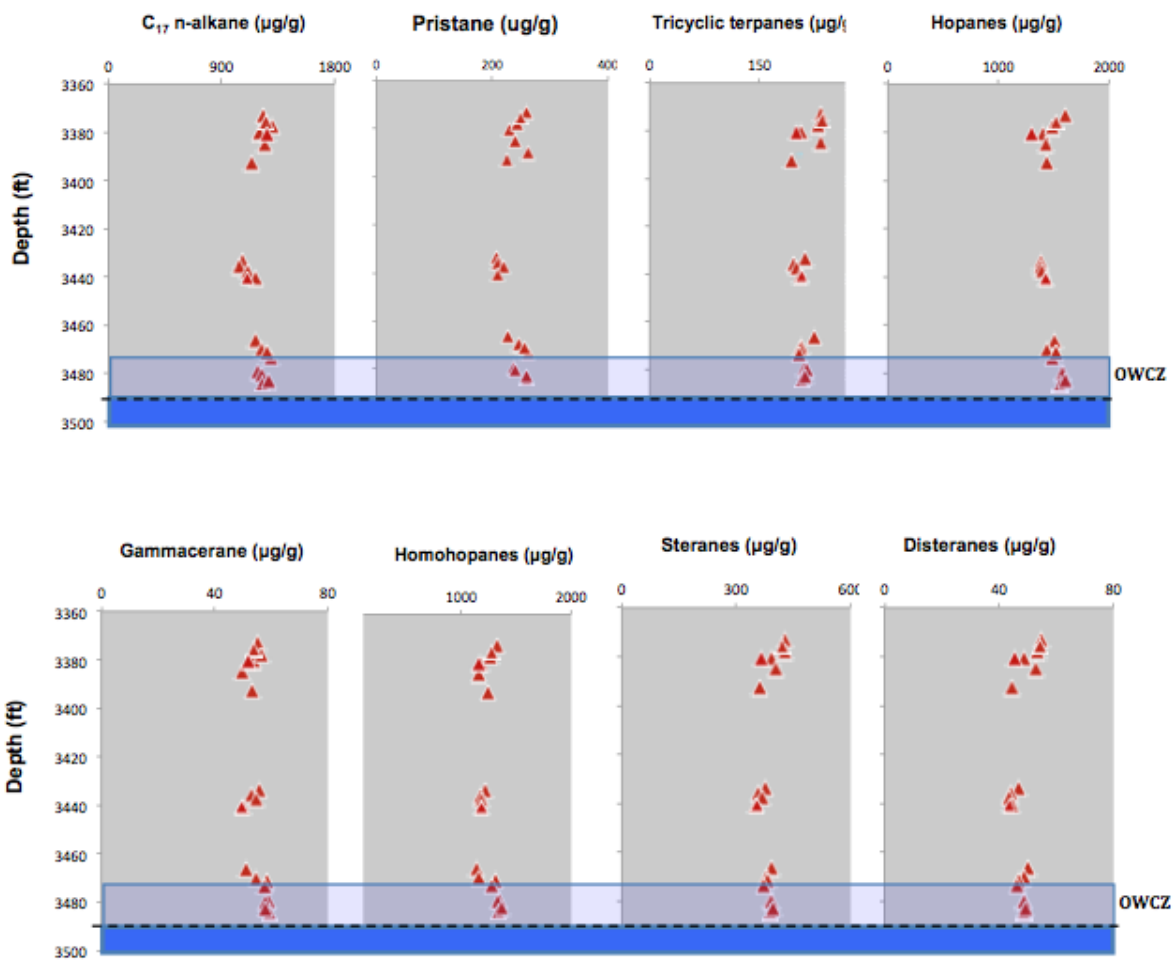 C₁₇ n-alkane (µg/g) Pristane (ug/g) Tricyclic terpanes (µg/ Hopanes (µg/g)
0 900 1800 0 200 400 0 150 0 1000 2000
3360
3380
3400
3420
3440
3460
3480
3500
Depth (ft)
OWCZ
Gammacerane (µg/g) Homohopanes (µg/g) Steranes (µg/g) Disteranes (µg/g)
0 40 80 1000 2000 0 300 600 0 40 80
3360
3380
3400
3420
3440
3460
3480
3500
Depth (ft)
OWCZ